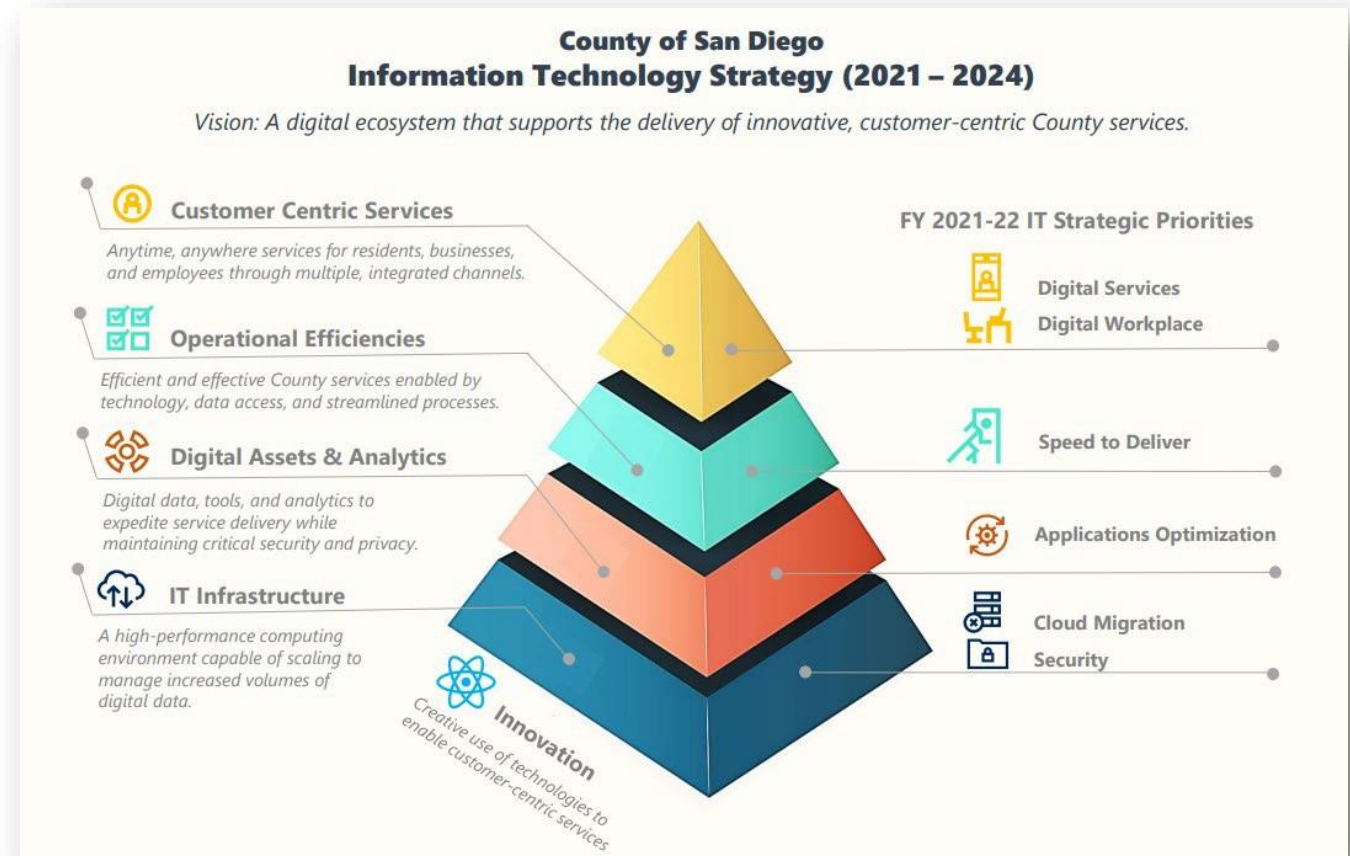 County of San Diego
Information Technology Strategy (2021 – 2024)
Vision: A digital ecosystem that supports the delivery of innovative, customer-centric County services.
Customer Centric Services
Anytime, anywhere services for residents, businesses,
and employees through multiple, integrated channels.
Operational Efficiencies
Efficient and effective County services enabled by
technology, data access, and streamlined processes.
Digital Assets & Analytics
Digital data, tools, and analytics to
expedite service delivery while
maintaining critical security and privacy.
IT Infrastructure
A high-performance computing
environment capable of scaling to
manage increased volumes of
digital data.
Innovation
Creative use of technologies to
enable customer-centric services
FY 2021-22 IT Strategic Priorities
Digital Services
Digital Workplace
Speed to Deliver
Applications Optimization
Cloud Migration
Security